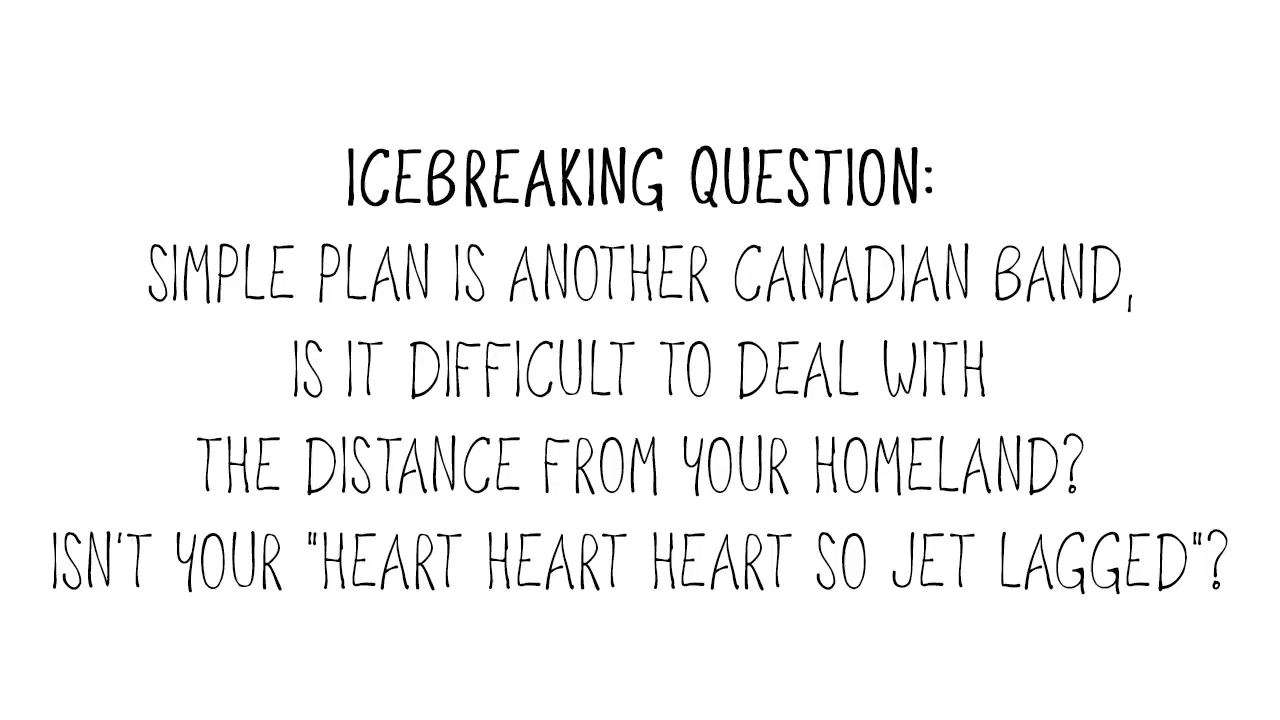 ICEBREAKING QUESTION:
SIMPLE PLAN IS ANOTHER CANADIAN BAND,
IS IT DIFFICULT TO DEAL WITH
THE DISTANCE FROM YOUR HOMELAND?
ISN'T YOUR "HEART HEART HEART SO JET LAGGED"?